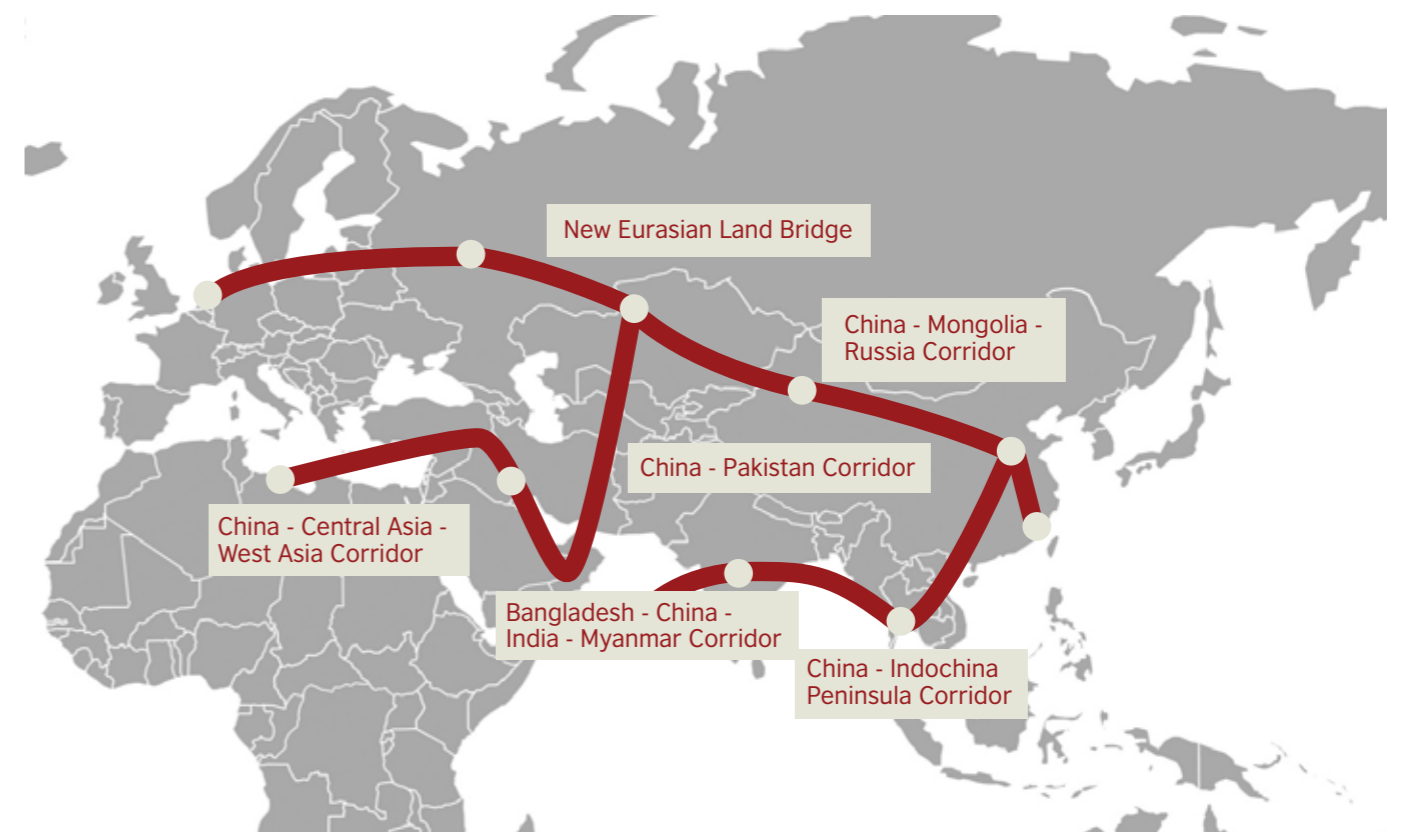 New Eurasian Land Bridge
China - Mongolia -
Russia Corridor
China - Pakistan Corridor
China - Central Asia -
West Asia Corridor
Bangladesh - China -
India - Myanmar Corridor
China - Indochina
Peninsula Corridor